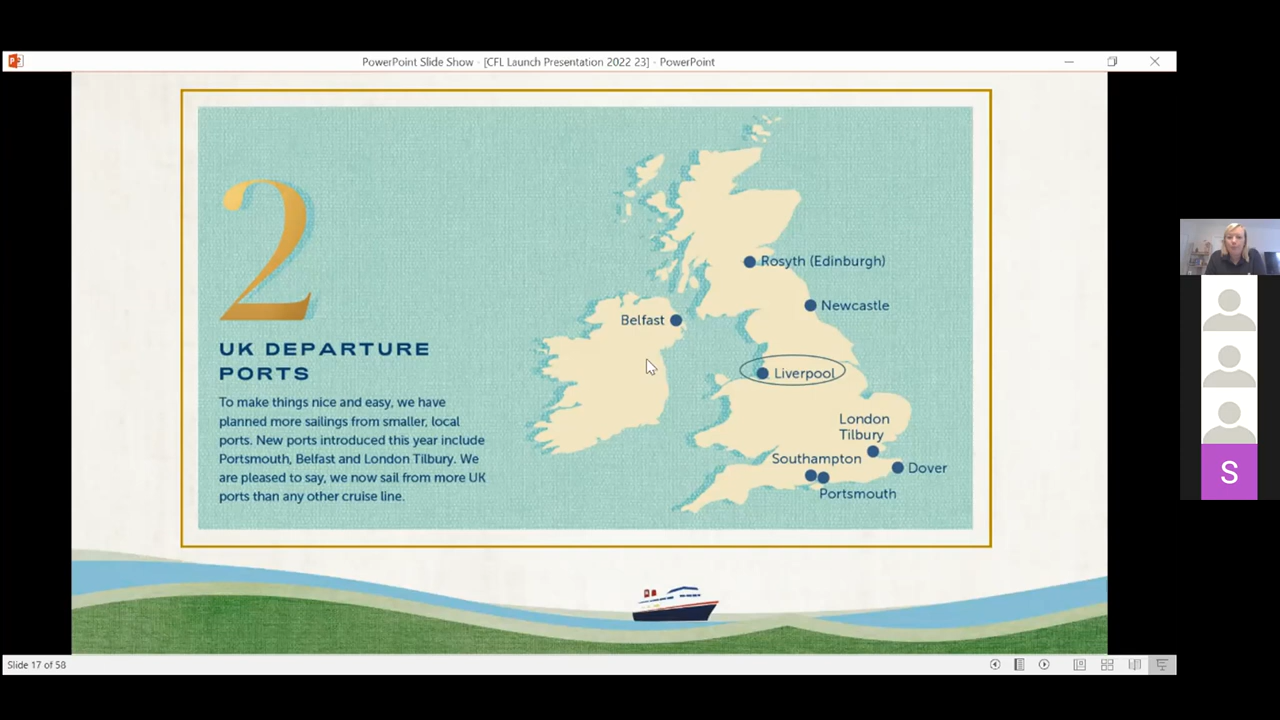 PowerPoint Slide Show - [CFL Launch Presentation 2022 23] - PowerPoint
2
UK DEPARTURE
PORTS
To make things nice and easy, we have
planned more sailings from smaller, local
ports. New ports introduced this year include
Portsmouth, Belfast and London Tilbury. We
are pleased to say, we now sail from more UK
ports than any other cruise line.
Rosyth (Edinburgh)
Newcastle
Belfast
Liverpool
London
Tilbury
Southampton
Dover
Portsmouth
S
Slide 17 of 58